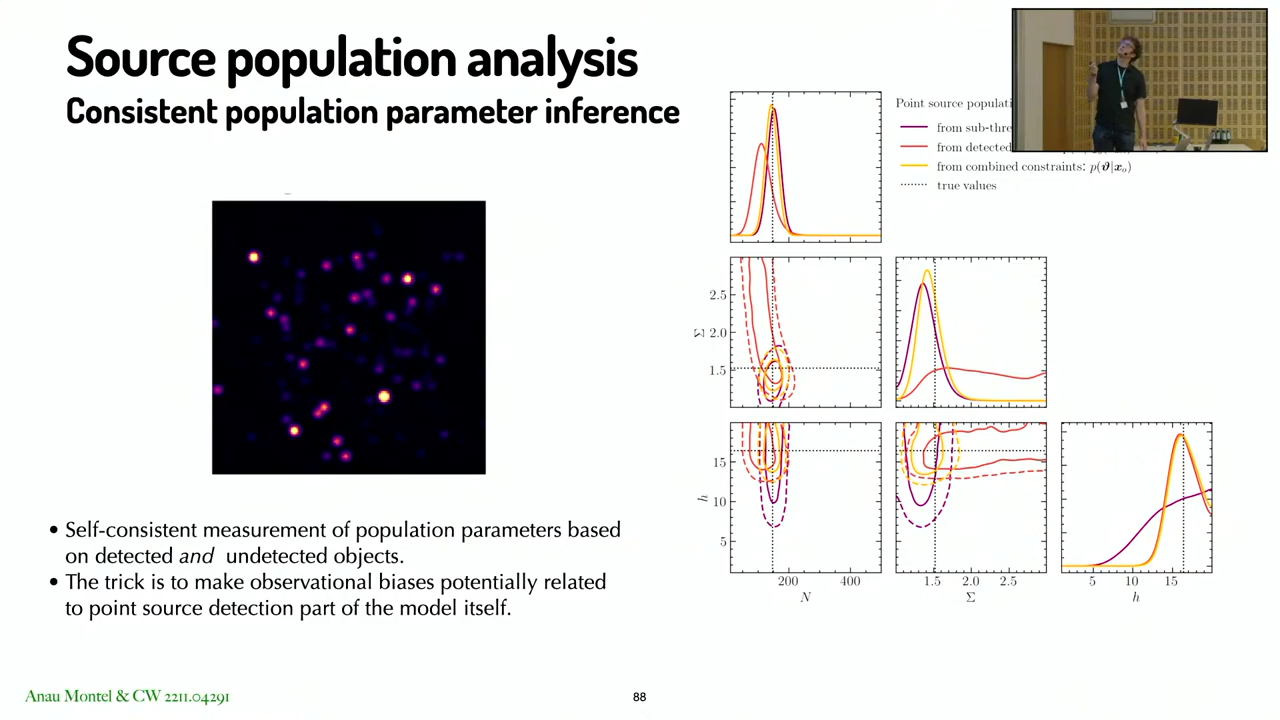 Source population analysis
Consistent population parameter inference
Point source
from sub-thre
from detected
from combined constraints: p(ϑ|xₒ)
true values
Σ
2.5
2.0
1.5
h
15
10
5
200
400
N
1.5
2.0
2.5
Σ
5
10
15
h
• Self-consistent measurement of population parameters based
on detected and undetected objects.
• The trick is to make observational biases potentially related
to point source detection part of the model itself.
Anau Montel & CW 2211.04291
88